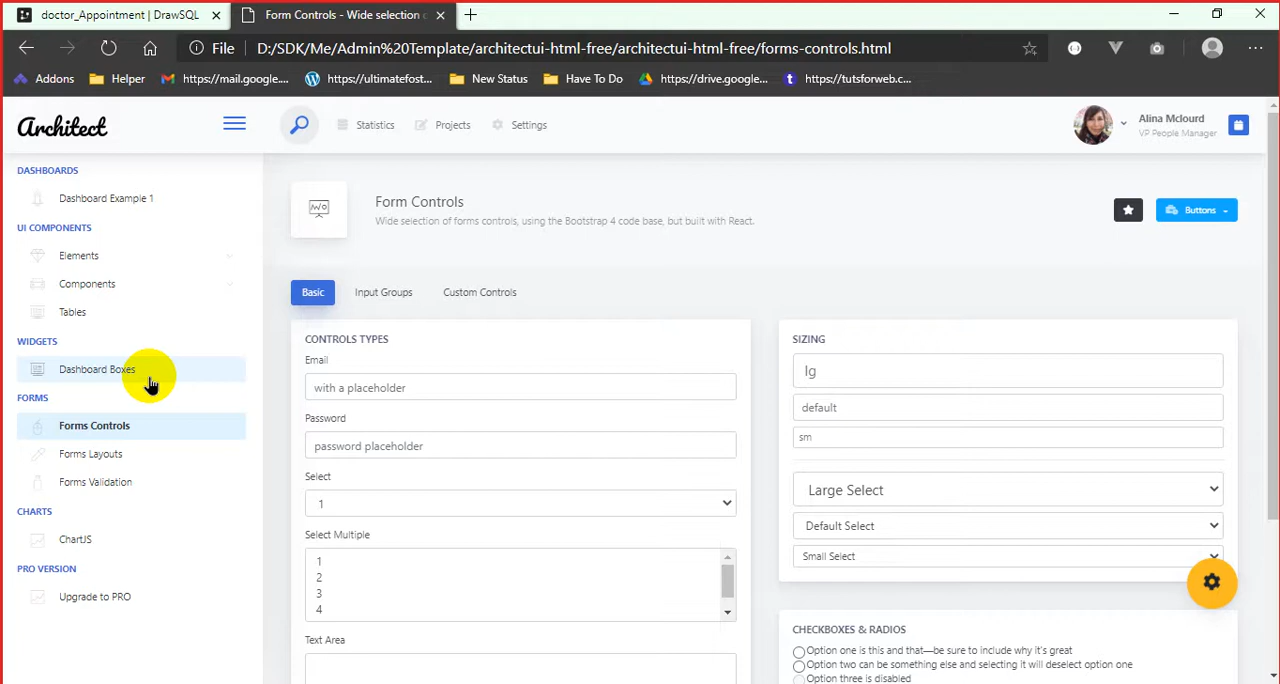 doctor_Appointment | DrawSQL
Form Controls - Wide selection
File
D:/SDK/Me/Admin%20Template/architectui-html-free/architectui-html-free/forms-controls.html
Addons
Helper
https://mail.google....
https://ultimatefost...
New Status
Have To Do
https://drive.google...
https://tutsforweb.c...
Architect
Statistics
Projects
Settings
Alina Mclourd
VP People Manager
DASHBOARDS
Dashboard Example 1
UI COMPONENTS
Elements
Components
Tables
WIDGETS
Dashboard Boxes
FORMS
Forms Controls
Forms Layouts
Forms Validation
CHARTS
ChartJS
PRO VERSION
Upgrade to PRO
Form Controls
Wide selection of forms controls, using the Bootstrap 4 code base, but built with React.
Buttons
Basic
Input Groups
Custom Controls
CONTROLS TYPES
Email
with a placeholder
Password
password placeholder
Select
1
Select Multiple
1
2
3
4
Text Area
SIZING
lg
default
sm
Large Select
Default Select
Small Select
CHECKBOXES & RADIOS
Option one is this and that—be sure to include why it's great
Option two can be something else and selecting it will deselect option one
Option three is disabled